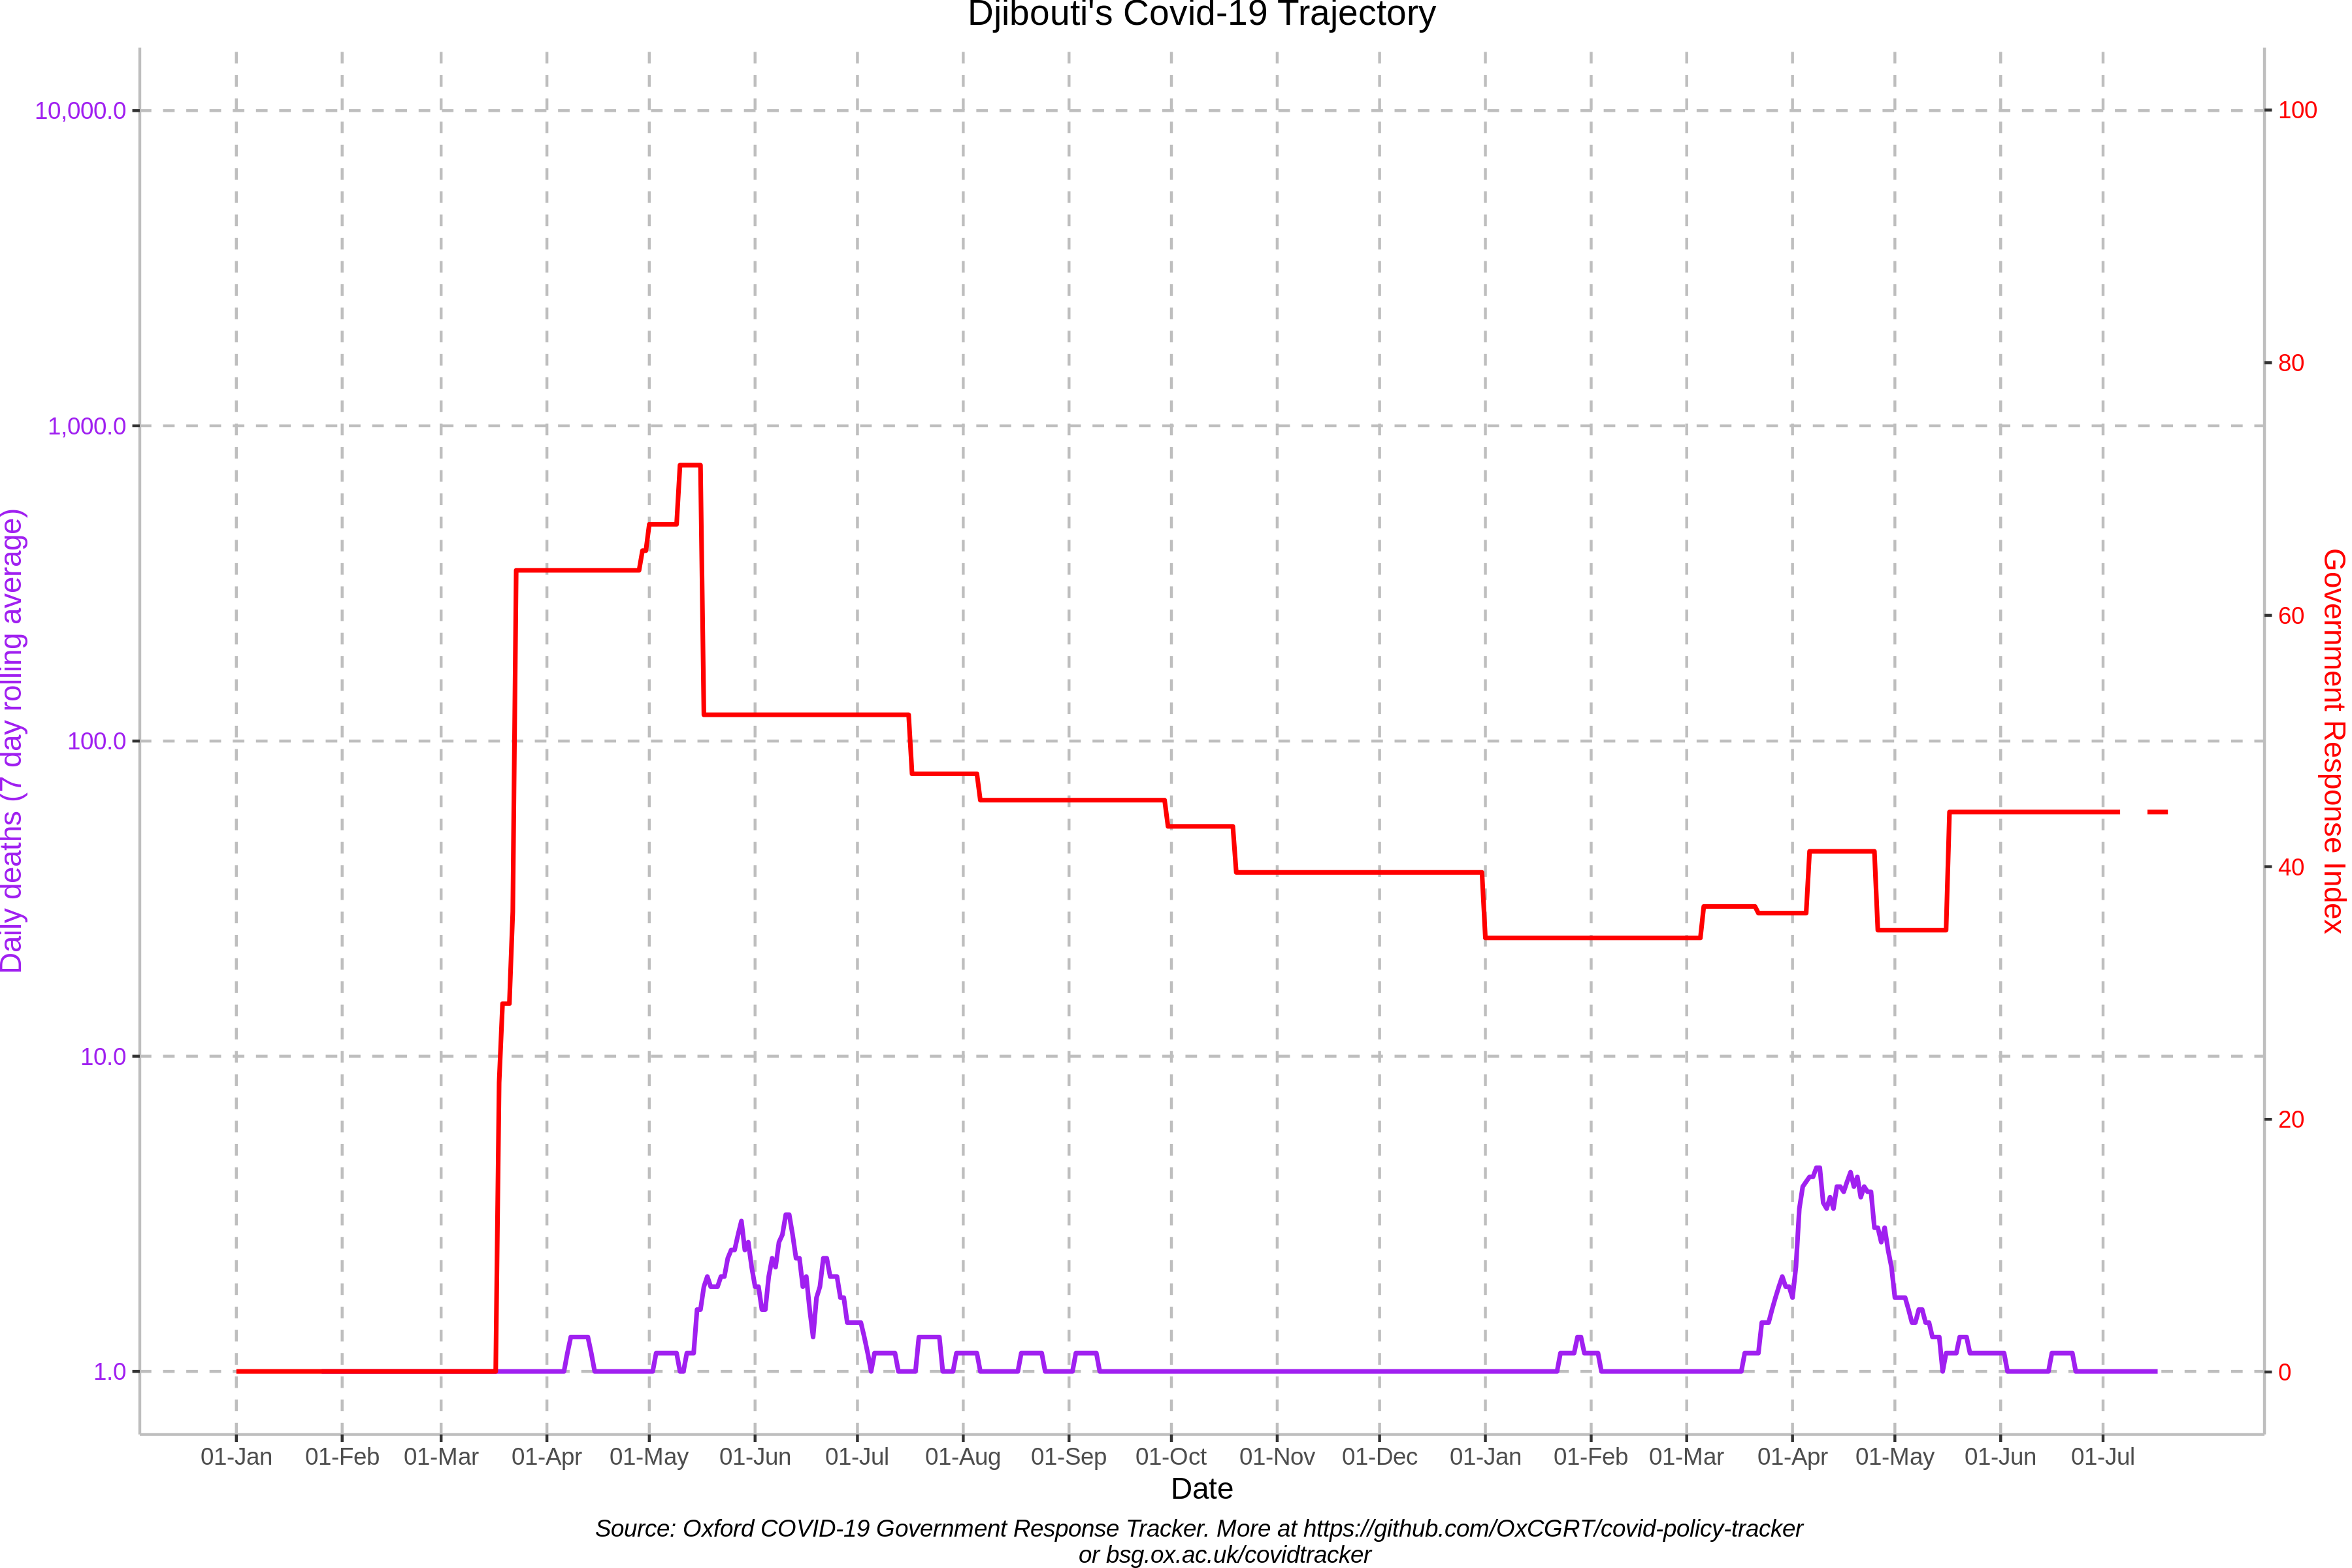 Djibouti's Covid-19 Trajectory
10,000.0
1,000.0
100.0
10.0
1.0
Daily deaths (7 day rolling average)
100
80
60
40
20
0
Government Response Index
01-Jan 01-Feb 01-Mar 01-Apr 01-May 01-Jun 01-Jul 01-Aug 01-Sep 01-Oct 01-Nov 01-Dec 01-Jan 01-Feb 01-Mar 01-Apr 01-May 01-Jun 01-Jul
Date
Source: Oxford COVID-19 Government Response Tracker. More at https://github.com/OxCGRT/covid-policy-tracker
or bsg.ox.ac.uk/covidtracker